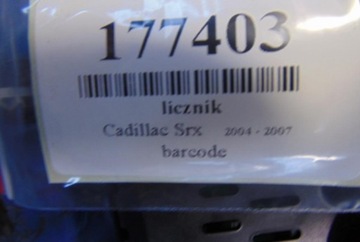 177403
licznik
Cadillac Srx 2004 - 2007
barcode